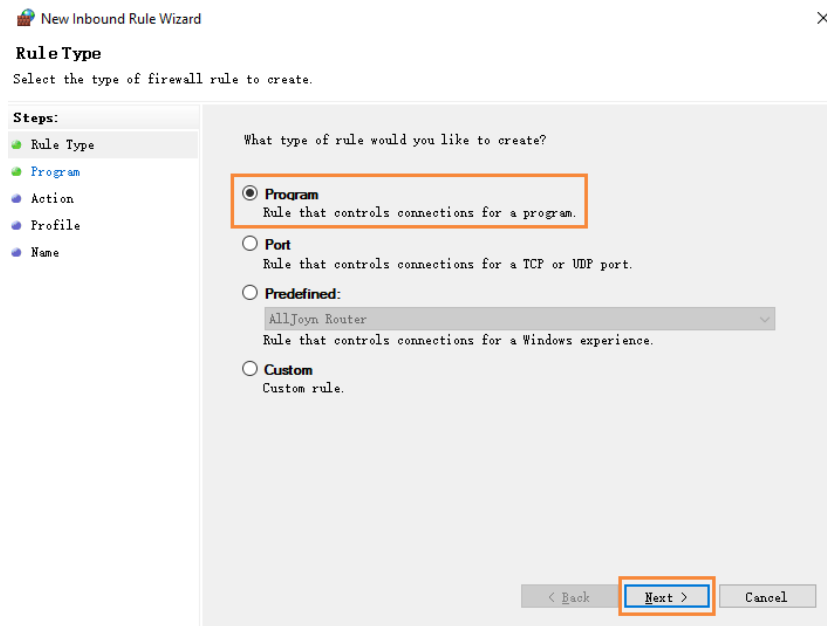 New Inbound Rule Wizard
Rule Type
Select the type of firewall rule to create.
Steps:
Rule Type
Program
Action
Profile
Name
What type of rule would you like to create?
Program
Rule that controls connections for a program.
Port
Rule that controls connections for a TCP or UDP port.
Predefined:
AllJoyn Router
Rule that controls connections for a Windows experience.
Custom
Custom rule.
< Back
Next >
Cancel